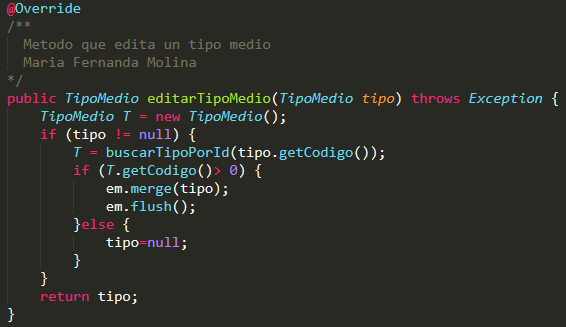 @Override
/**
  Metodo que edita un tipo medio
  Maria Fernanda Molina
*/
public TipoMedio editarTipoMedio(TipoMedio tipo) throws Exception {
    TipoMedio T = new TipoMedio();
    if (tipo != null) {
        T = buscarTipoPorId(tipo.getCodigo());
        if (T.getCodigo()> 0) {
            em.merge(tipo);
            em.flush();
        }else {
            tipo=null;
        }
    }
    return tipo;
}